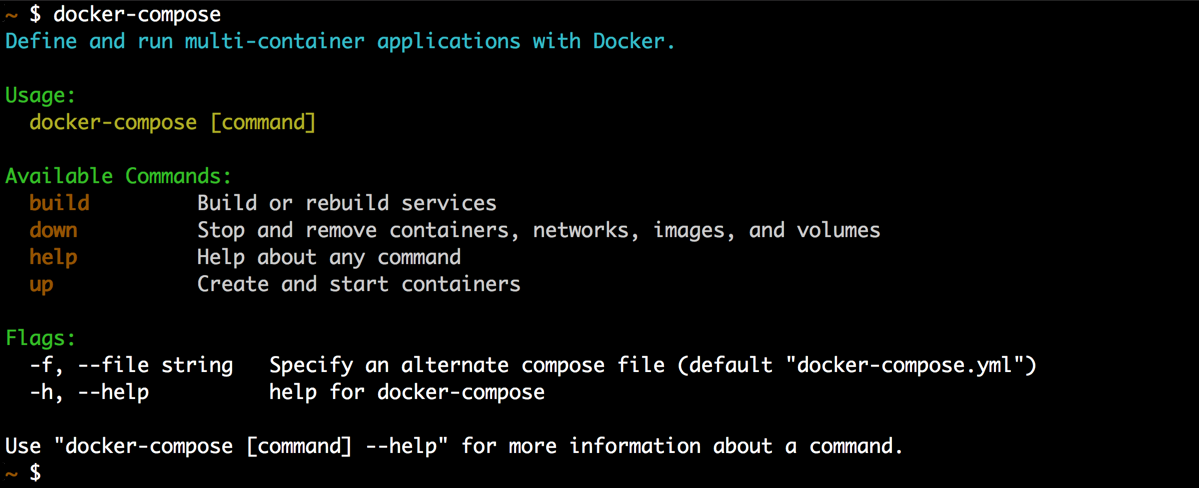 ~ $ docker-compose
Define and run multi-container applications with Docker.
Usage:
docker-compose [command]
Available Commands:
build Build or rebuild services
down Stop and remove containers, networks, images, and volumes
help Help about any command
up Create and start containers
Flags:
-f, --file string Specify an alternate compose file (default "docker-compose.yml")
-h, --help help for docker-compose
Use "docker-compose [command] --help" for more information about a command.
~ $